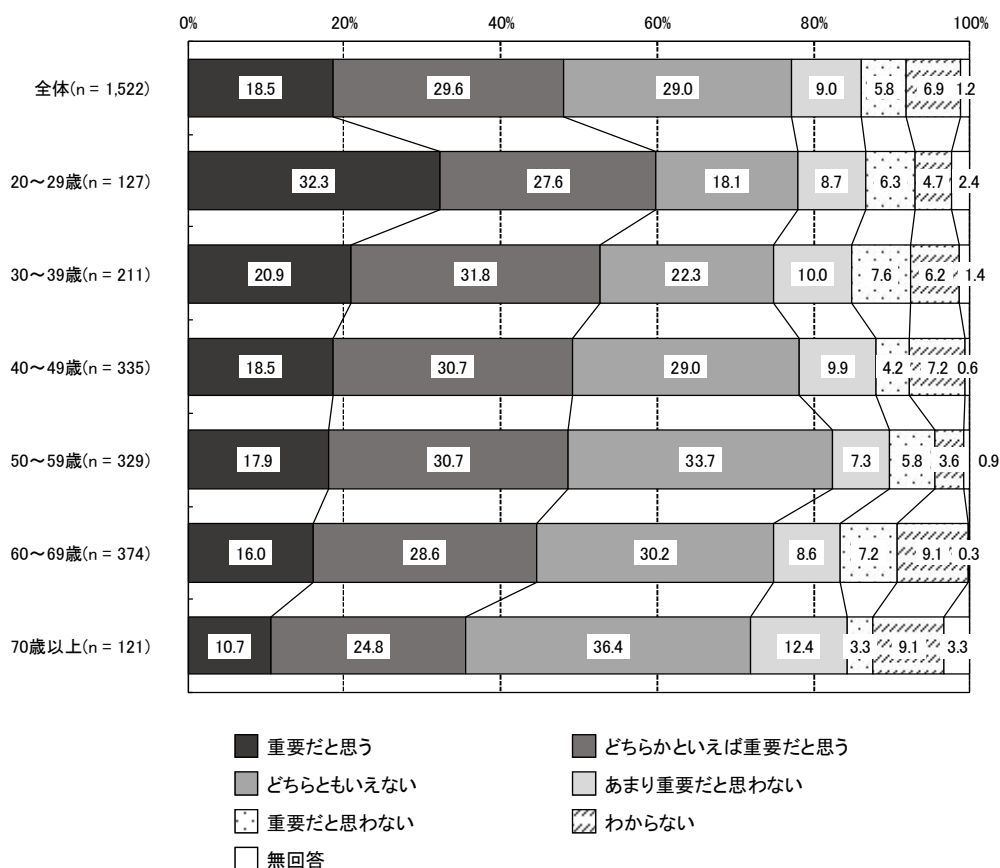 0% 20% 40% 60% 80% 100%
全体(n = 1,522) 18.5 29.6 29.0 9.0 5.8 6.9 1.2
20～29歳(n = 127) 32.3 27.6 18.1 8.7 6.3 4.7 2.4
30～39歳(n = 211) 20.9 31.8 22.3 10.0 7.6 6.2 1.4
40～49歳(n = 335) 18.5 30.7 29.0 9.9 4.2 7.2 0.6
50～59歳(n = 329) 17.9 30.7 33.7 7.3 5.8 3.6 0.9
60～69歳(n = 374) 16.0 28.6 30.2 8.6 7.2 9.1 0.3
70歳以上(n = 121) 10.7 24.8 36.4 12.4 3.3 9.1 3.3
重要だと思う どちらかといえば重要だと思う
どちらともいえない あまり重要だと思わない
重要だと思わない わからない
無回答